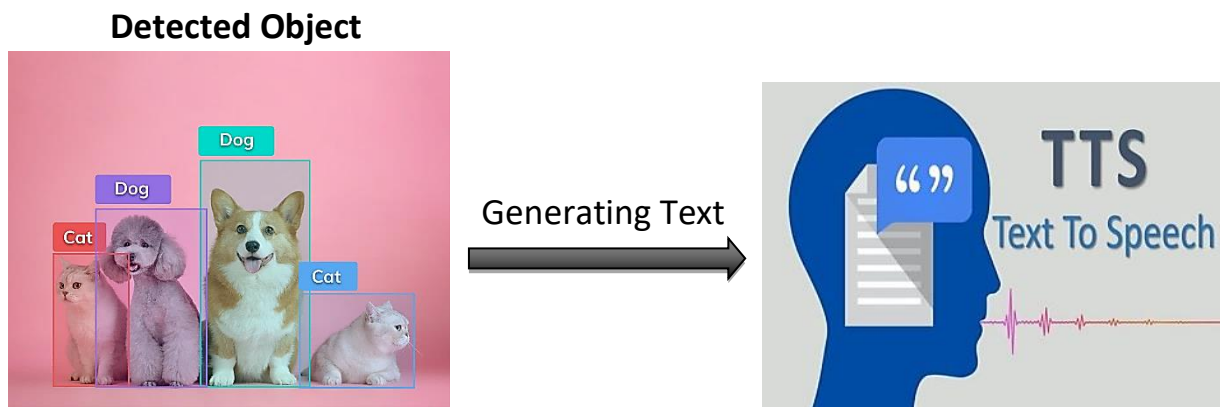 Detected Object
Dog
Dog
Cat
Cat
Generating Text
“ ”
TTS
Text To Speech